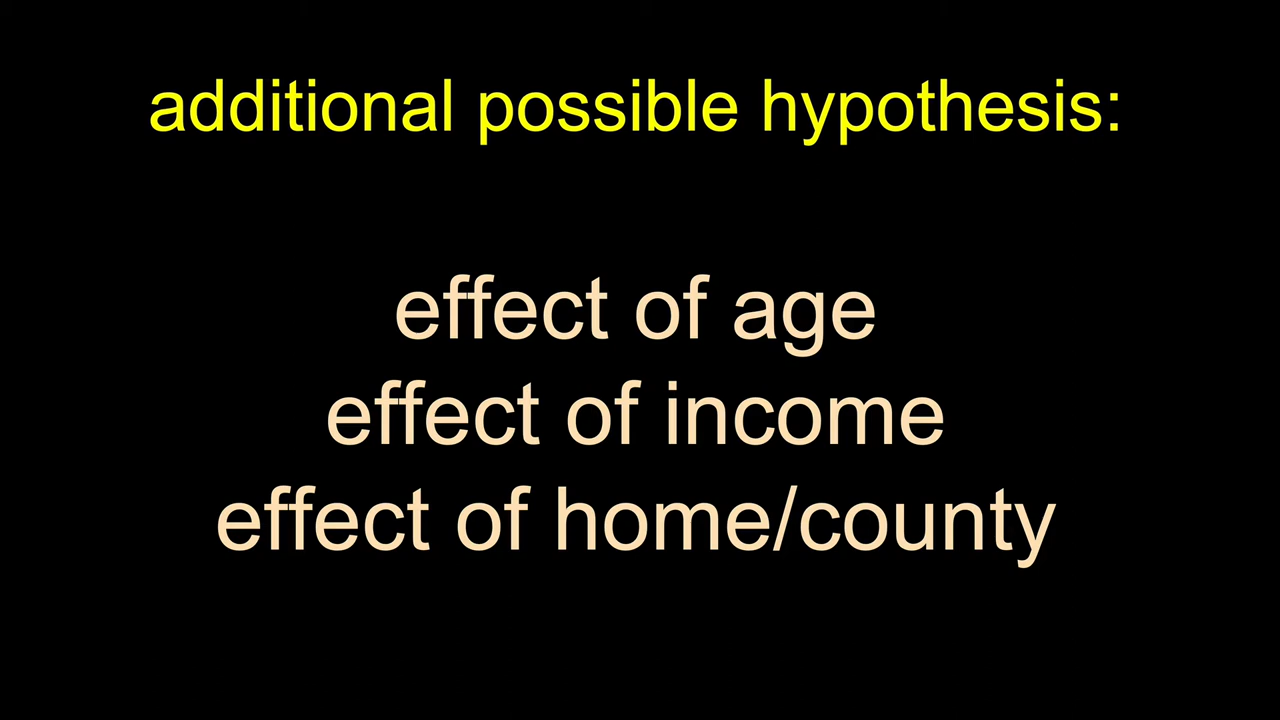 additional possible hypothesis:
effect of age
effect of income
effect of home/county